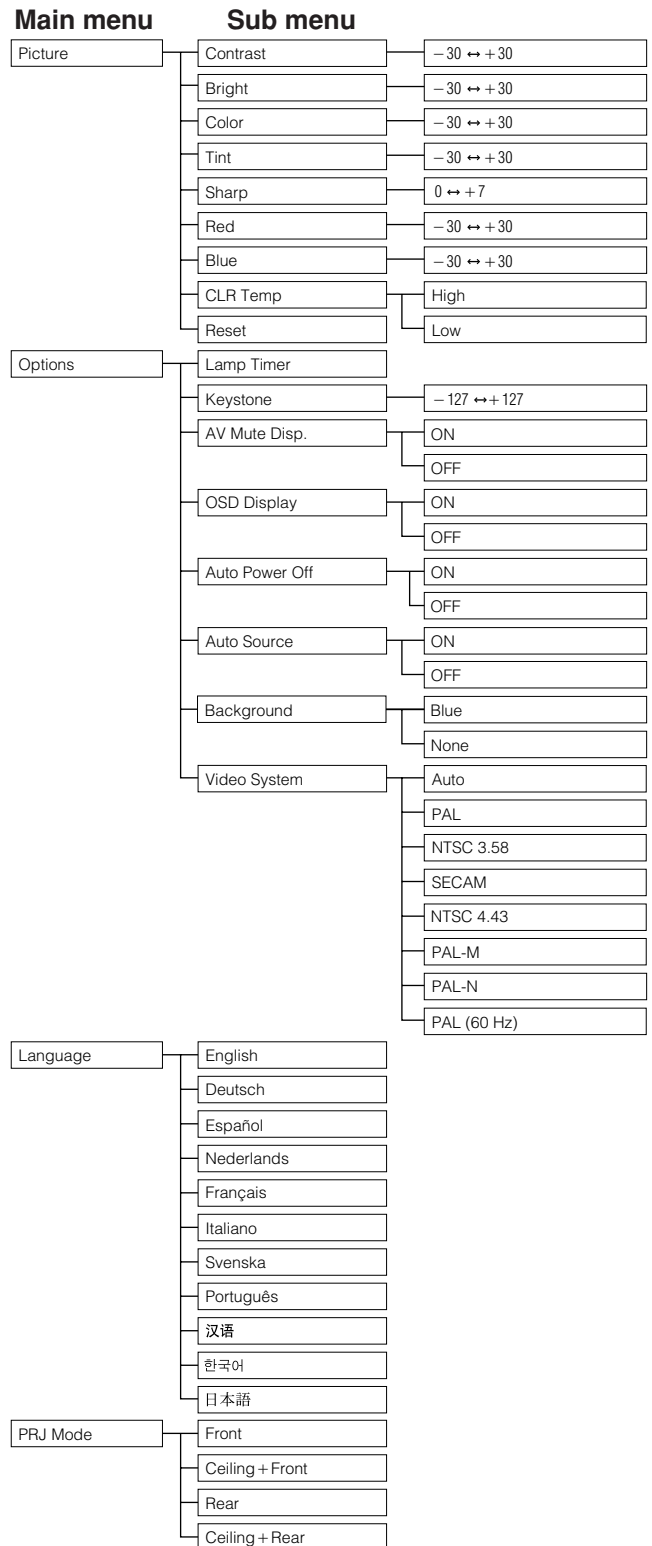 Main menu Sub menu
Picture Contrast −30 ↔ +30
Bright −30 ↔ +30
Color −30 ↔ +30
Tint −30 ↔ +30
Sharp 0 ↔ +7
Red −30 ↔ +30
Blue −30 ↔ +30
CLR Temp High
Reset Low
Options Lamp Timer
Keystone −127 ↔ +127
AV Mute Disp. ON
OFF
OSD Display ON
OFF
Auto Power Off ON
OFF
Auto Source ON
OFF
Background Blue
None
Video System Auto
PAL
NTSC 3.58
SECAM
NTSC 4.43
PAL-M
PAL-N
PAL (60 Hz)
Language English
Deutsch
Español
Nederlands
Français
Italiano
Svenska
Português
汉语
한국어
日本語
PRJ Mode Front
Ceiling+Front
Rear
Ceiling+Rear